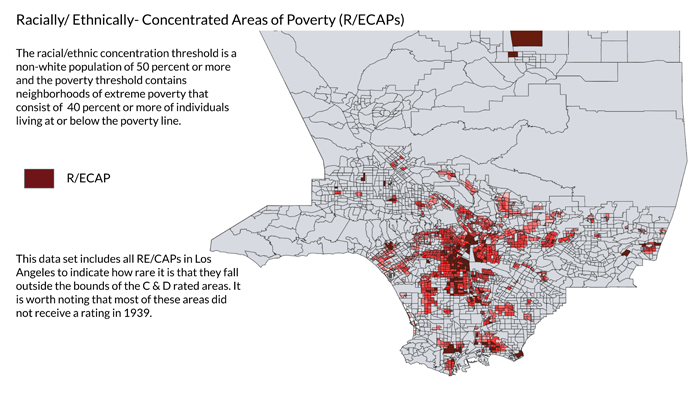 Racially/ Ethnically- Concentrated Areas of Poverty (R/ECAPs)
The racial/ethnic concentration threshold is a
non-white population of 50 percent or more
and the poverty threshold contains
neighborhoods of extreme poverty that
consist of 40 percent or more of individuals
living at or below the poverty line.
R/ECAP
This data set includes all RE/CAPs in Los
Angeles to indicate how rare it is that they fall
outside the bounds of the C & D rated areas. It
is worth noting that most of these areas did
not receive a rating in 1939.